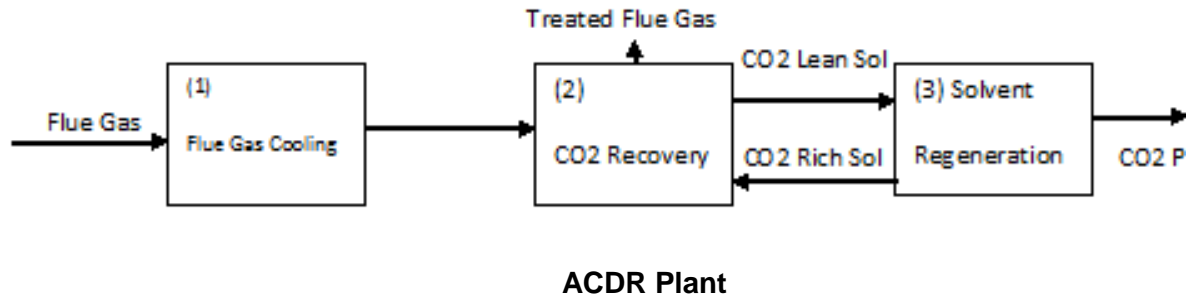 Treated Flue Gas
(1)
Flue Gas Cooling
(2)
CO2 Recovery
(3) Solvent
Regeneration
Flue Gas
CO2 Lean Sol
CO2 Rich Sol
CO2 P
ACDR Plant